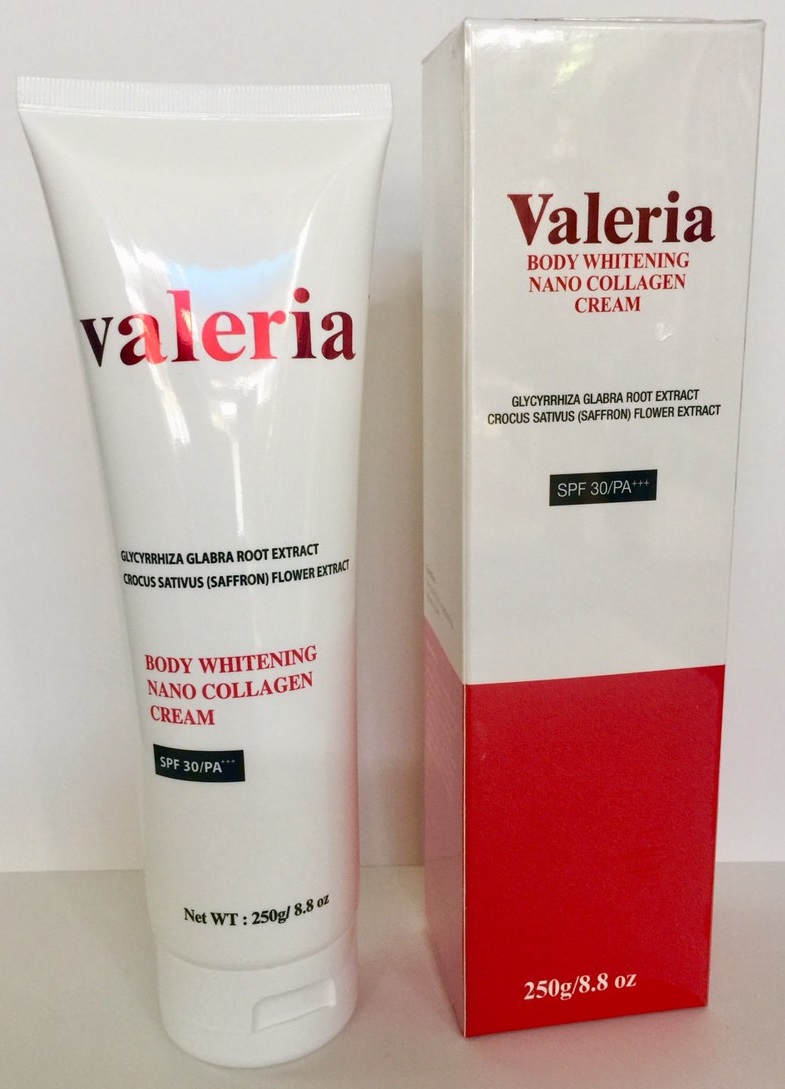 valeria
GLYCYRRHIZA GLABRA ROOT EXTRACT
CROCUS SATIVUS (SAFFRON) FLOWER EXTRACT
BODY WHITENING
NANO COLLAGEN
CREAM
SPF 30/PA+++
Net WT : 250g/ 8.8 oz
Valeria
BODY WHITENING
NANO COLLAGEN
CREAM
GLYCYRRHIZA GLABRA ROOT EXTRACT
CROCUS SATIVUS (SAFFRON) FLOWER EXTRACT
SPF 30/PA+++
250g/8.8 oz